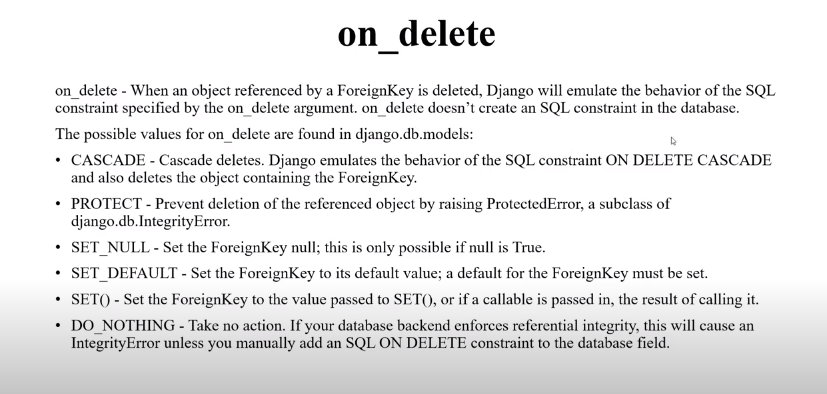 on_delete
on_delete - When an object referenced by a ForeignKey is deleted, Django will emulate the behavior of the SQL
constraint specified by the on_delete argument. on_delete doesn’t create an SQL constraint in the database.
The possible values for on_delete are found in django.db.models:
• CASCADE - Cascade deletes. Django emulates the behavior of the SQL constraint ON DELETE CASCADE
and also deletes the object containing the ForeignKey.
• PROTECT - Prevent deletion of the referenced object by raising ProtectedError, a subclass of
django.db.IntegrityError.
• SET_NULL - Set the ForeignKey null; this is only possible if null is True.
• SET_DEFAULT - Set the ForeignKey to its default value; a default for the ForeignKey must be set.
• SET() - Set the ForeignKey to the value passed to SET(), or if a callable is passed in, the result of calling it.
• DO_NOTHING - Take no action. If your database backend enforces referential integrity, this will cause an
IntegrityError unless you manually add an SQL ON DELETE constraint to the database field.